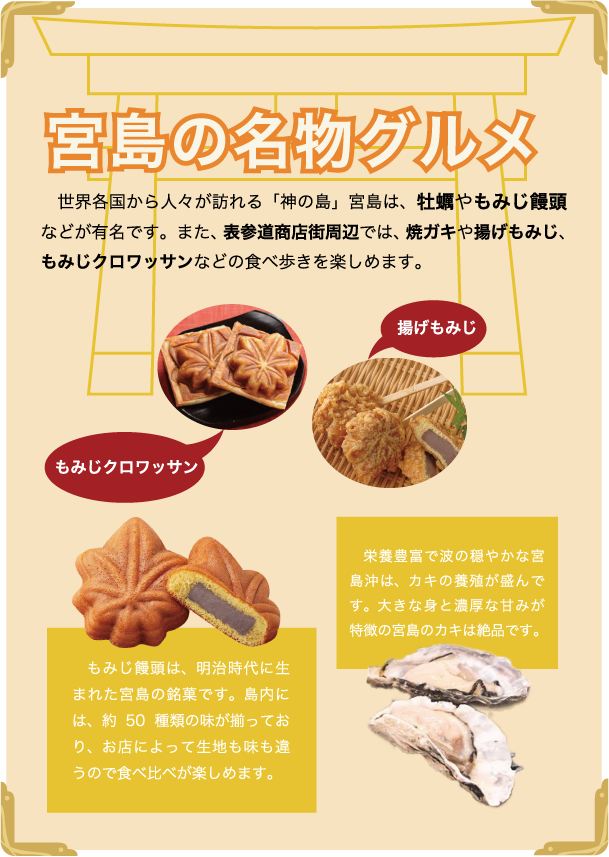 宮島の名物グルメ
世界各国から人々が訪れる「神の島」宮島は、牡蠣やもみじ饅頭
などが有名です。また、表参道商店街周辺では、焼ガキや揚げもみじ、
もみじクロワッサンなどの食べ歩きを楽しめます。
揚げもみじ
もみじクロワッサン
栄養豊富で波の穏やかな宮
島沖は、カキの養殖が盛んで
す。大きな身と濃厚な甘みが
特徴の宮島のカキは絶品です。
もみじ饅頭は、明治時代に生
まれた宮島の銘菓です。島内に
は、約 50 種類の味が揃ってお
り、お店によって生地も味も違
うので食べ比べが楽しめます。